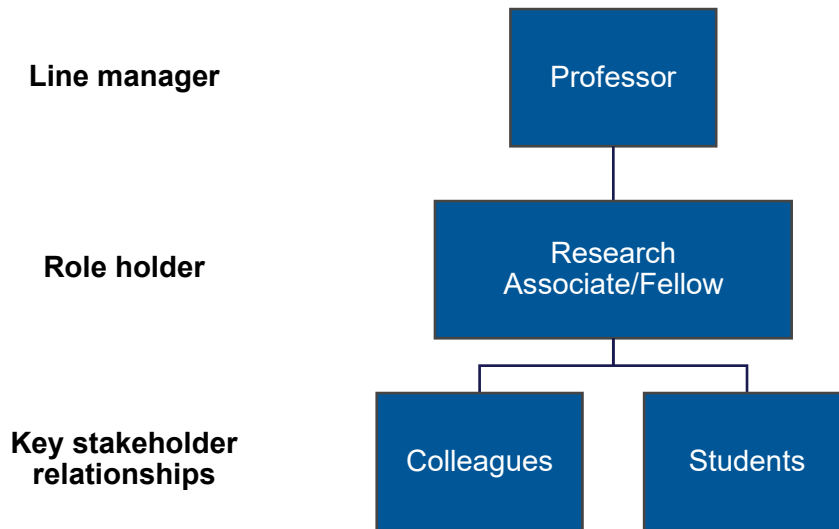 Line manager
Professor
Role holder
Research
Associate/Fellow
Key stakeholder
relationships
Colleagues
Students